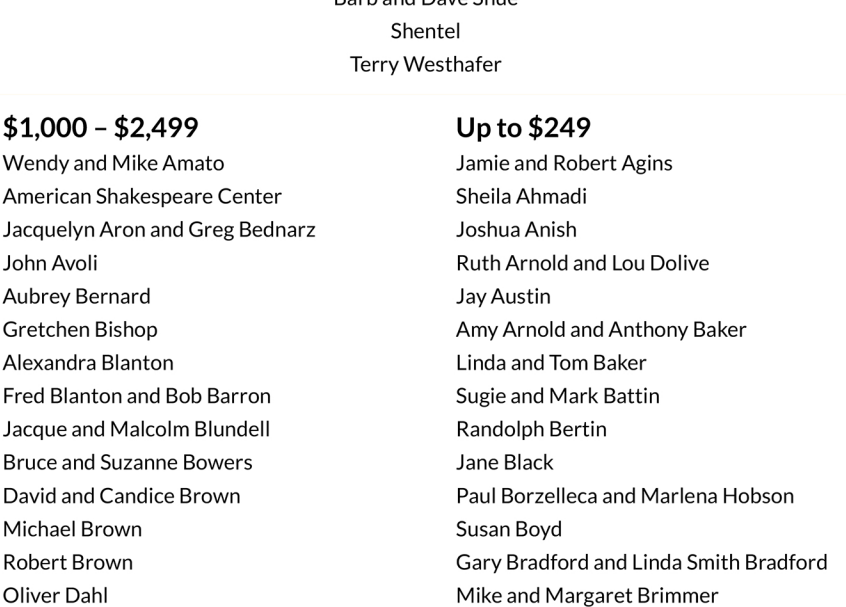 Barb and Dave Shue
Shentel
Terry Westhafer
$1,000 – $2,499
Wendy and Mike Amato
American Shakespeare Center
Jacquelyn Aron and Greg Bednarz
John Avoli
Aubrey Bernard
Gretchen Bishop
Alexandra Blanton
Fred Blanton and Bob Barron
Jacque and Malcolm Blundell
Bruce and Suzanne Bowers
David and Candice Brown
Michael Brown
Robert Brown
Oliver Dahl
Up to $249
Jamie and Robert Agins
Sheila Ahmadi
Joshua Anish
Ruth Arnold and Lou Dolive
Jay Austin
Amy Arnold and Anthony Baker
Linda and Tom Baker
Sugie and Mark Battin
Randolph Bertin
Jane Black
Paul Borzelleca and Marlena Hobson
Susan Boyd
Gary Bradford and Linda Smith Bradford
Mike and Margaret Brimmer